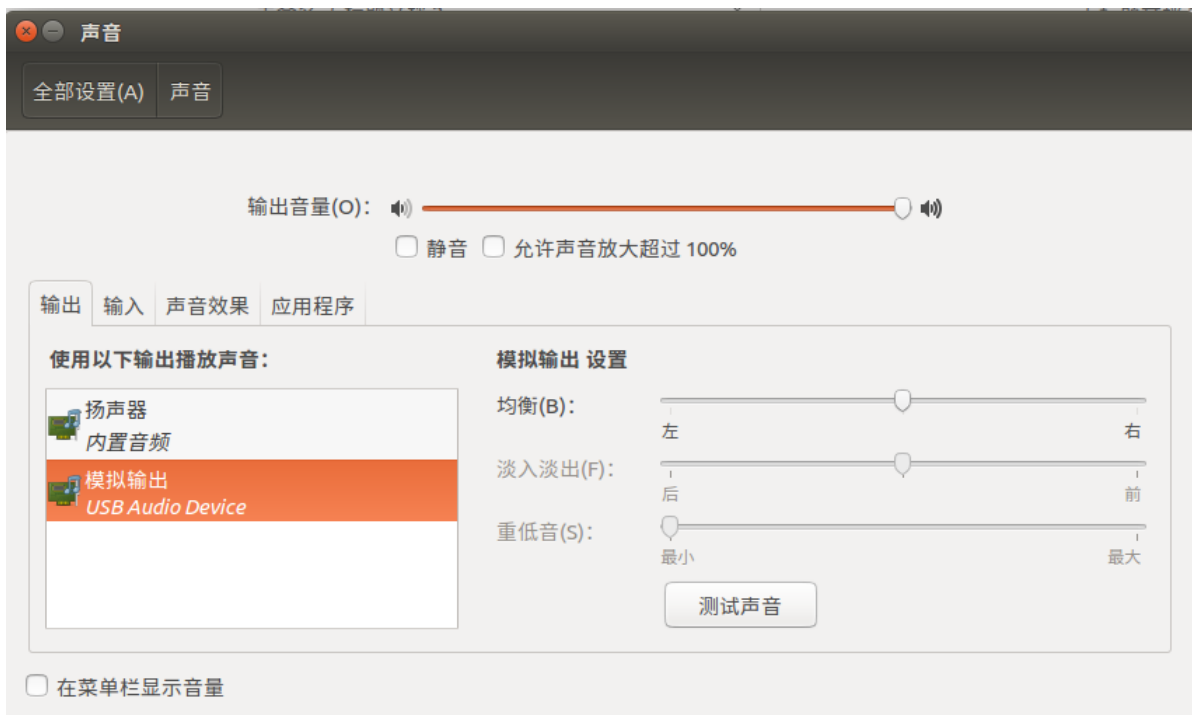 声音
全部设置(A) 声音
输出音量(O)：
静音 允许声音放大超过 100%
输出 输入 声音效果 应用程序
使用以下输出播放声音：
扬声器
内置音频
模拟输出
USB Audio Device
模拟输出 设置
均衡(B)：
左 右
淡入淡出(F)：
后 前
重低音(S)：
最小 最大
测试声音
在菜单栏显示音量